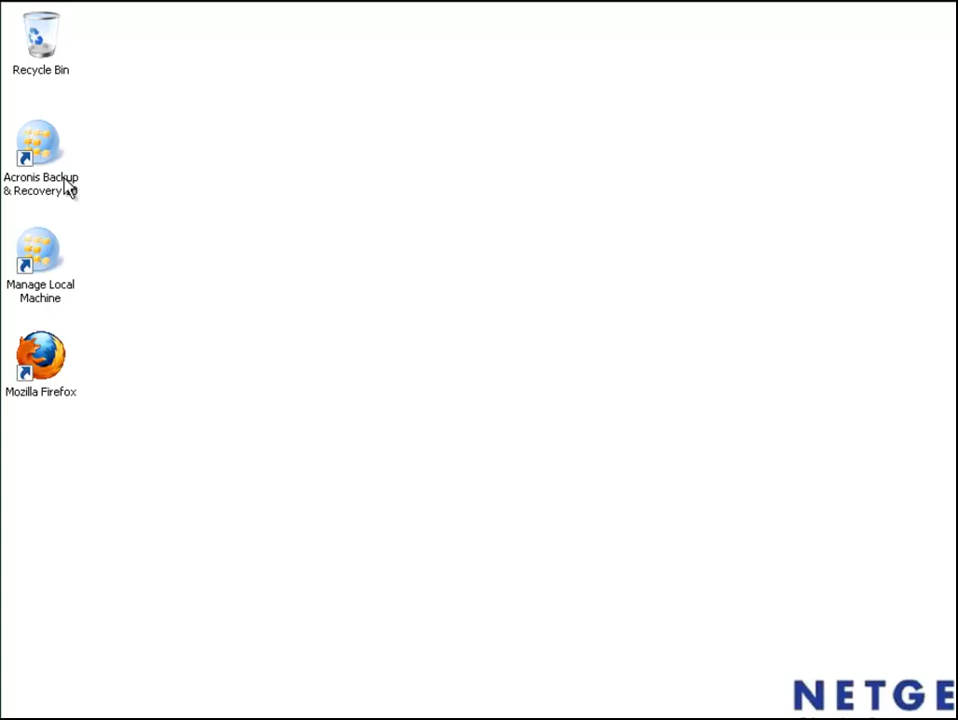 Recycle Bin
Acronis Backup
& Recovery
Manage Local
Machine
Mozilla Firefox
NETGE